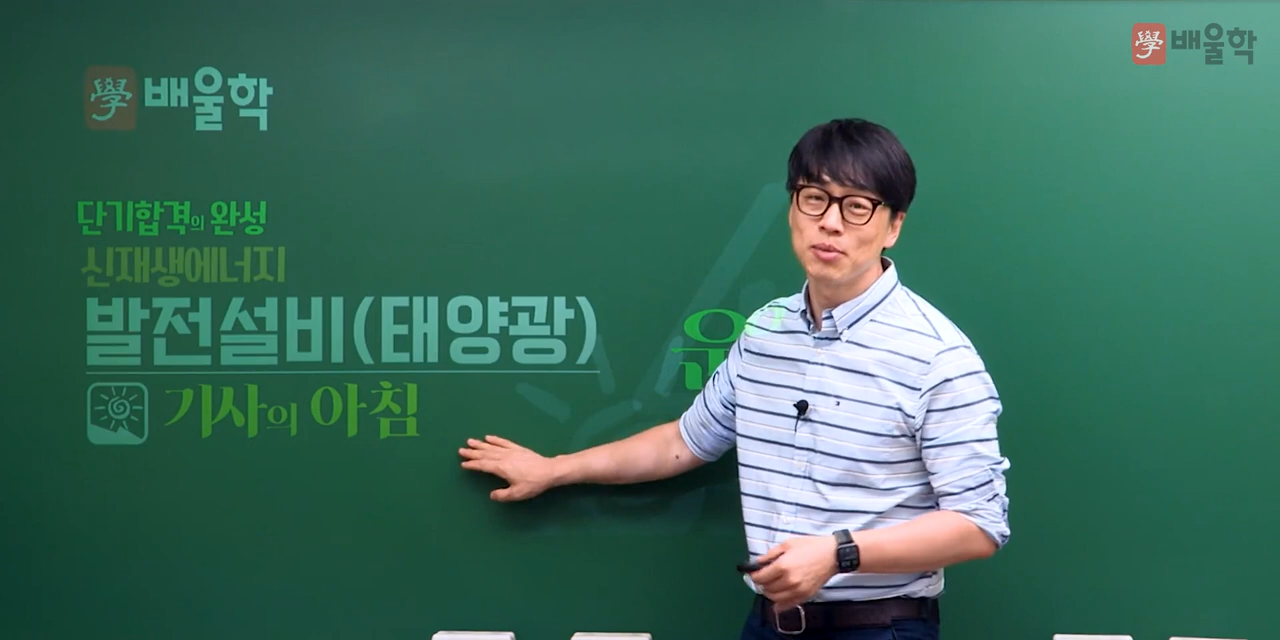 學 배울학
學 배울학
단기합격의 완성
신재생에너지
발전설비(태양광)
기사의 아침